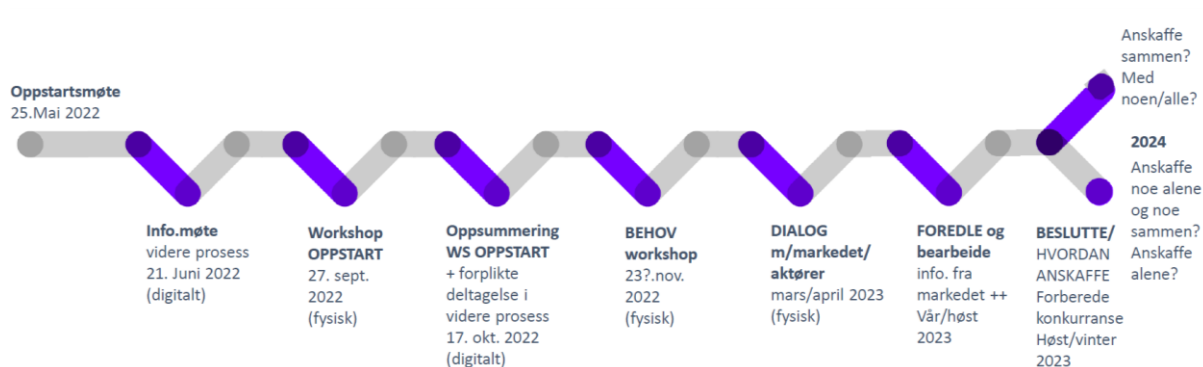 Oppstartsmøte
25.Mai 2022
Info.møte
videre prosess
21. Juni 2022
(digitalt)
Workshop
OPPSTART
27. sept.
2022
(fysisk)
Oppsummering
WS OPPSTART
+ forplikte
deltagelse i
videre prosess
17. okt. 2022
(digitalt)
BEHOV
workshop
23?.nov.
2022
(fysisk)
DIALOG
m/markedet/
aktører
mars/april 2023
(fysisk)
FOREDLE og
bearbeide
info. fra
markedet ++
Vår/høst
2023
BESLUTTE/
HVORDAN
ANSKAFFE
Forberede
konkurranse
Høst/vinter
2023
Anskaffe
sammen?
Med
noen/alle?
2024
Anskaffe
noe alene
og noe
sammen?
Anskaffe
alene?